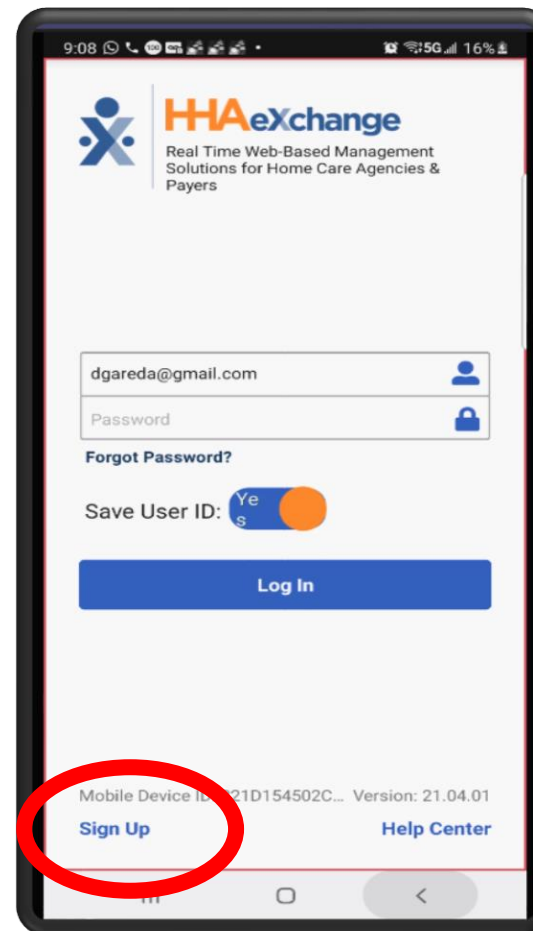 9:08
5G 16%
HHAeXchange
Real Time Web-Based Management
Solutions for Home Care Agencies &
Payers
dgareda@gmail.com
Password
Forgot Password?
Save User ID: Yes
Log In
Mobile Device ID: 21D154502C... Version: 21.04.01
Sign Up Help Center